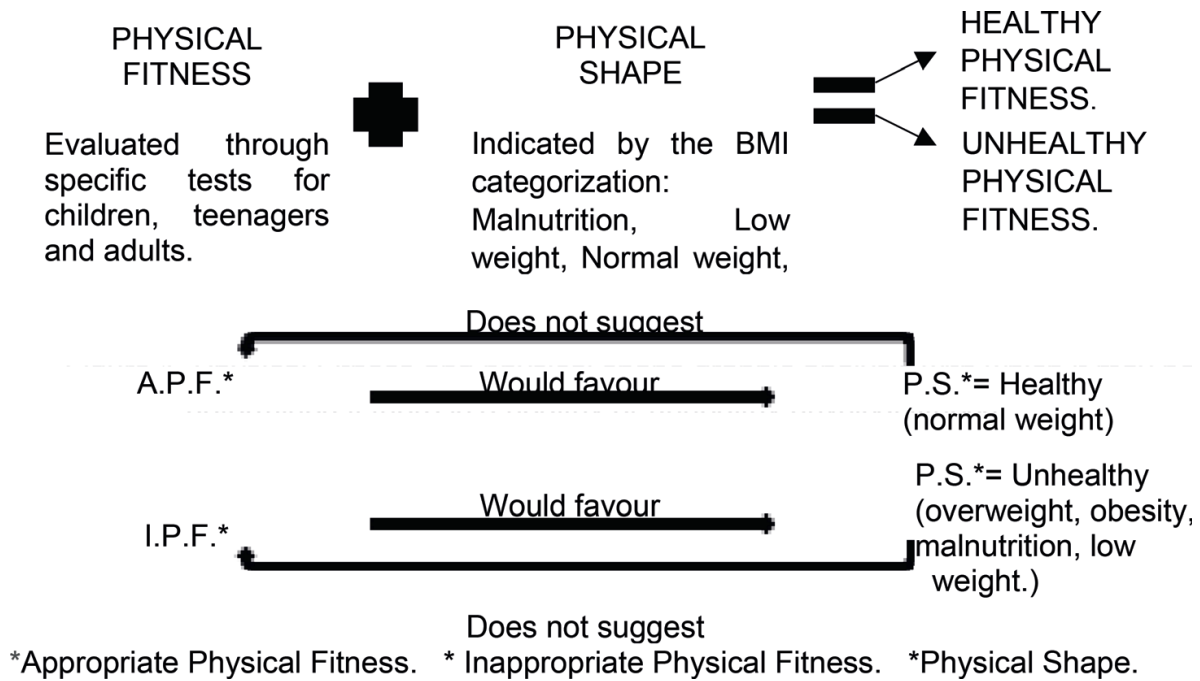 PHYSICAL
FITNESS
Evaluated through
specific tests for
children, teenagers
and adults.
PHYSICAL
SHAPE
Indicated by the BMI
categorization:
Malnutrition, Low
weight, Normal weight,
HEALTHY
PHYSICAL
FITNESS.
UNHEALTHY
PHYSICAL
FITNESS.
Does not suggest
A.P.F.*
Would favour
P.S.*= Healthy
(normal weight)
I.P.F.*
Would favour
P.S.*= Unhealthy
(overweight, obesity,
malnutrition, low
weight.)
Does not suggest
*Appropriate Physical Fitness. * Inappropriate Physical Fitness. *Physical Shape.